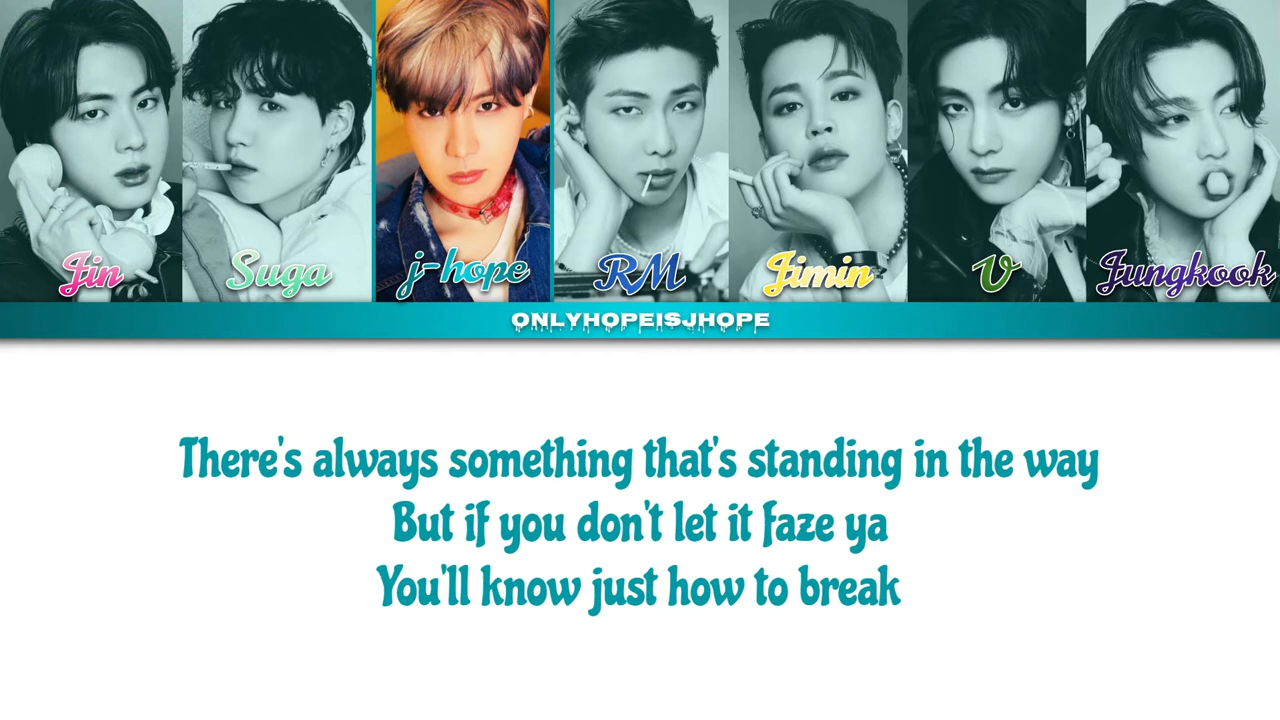 Jin
Suga
j-hope
RM
Jimin
V
Jungkook
ONLYHOPEISJHOPE
There's always something that's standing in the way
But if you don't let it faze ya
You'll know just how to break